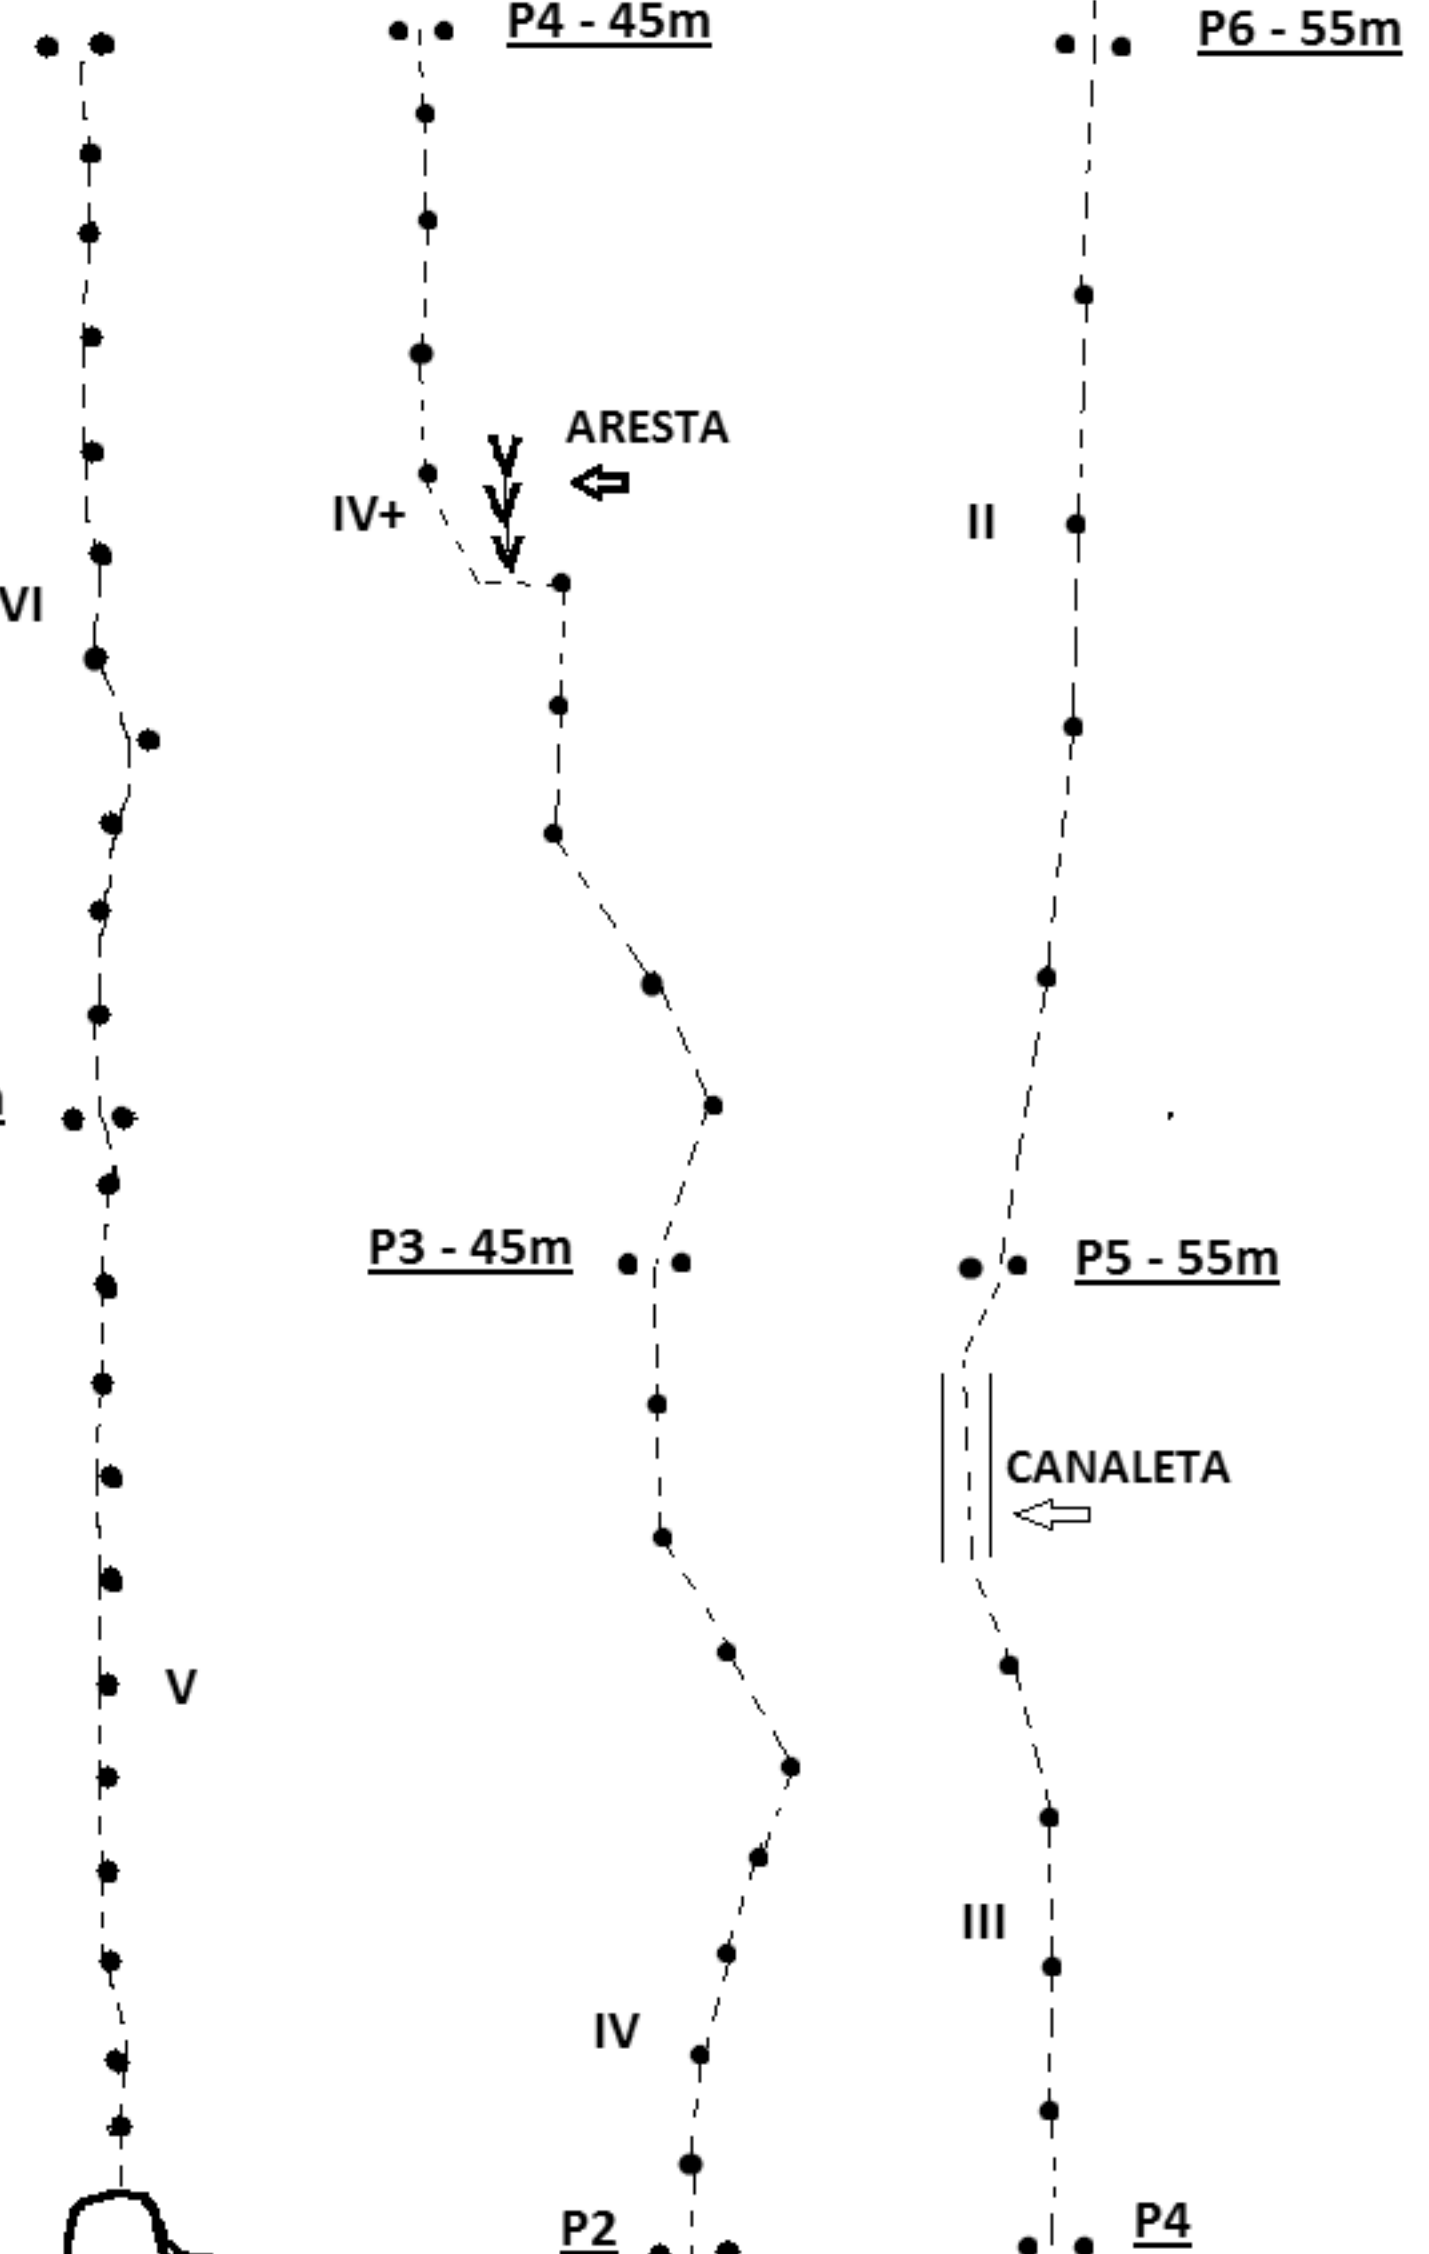 P4 - 45m
P6 - 55m
ARESTA
IV+
II
VI
P3 - 45m
P5 - 55m
CANALETA
V
III
IV
P2
P4